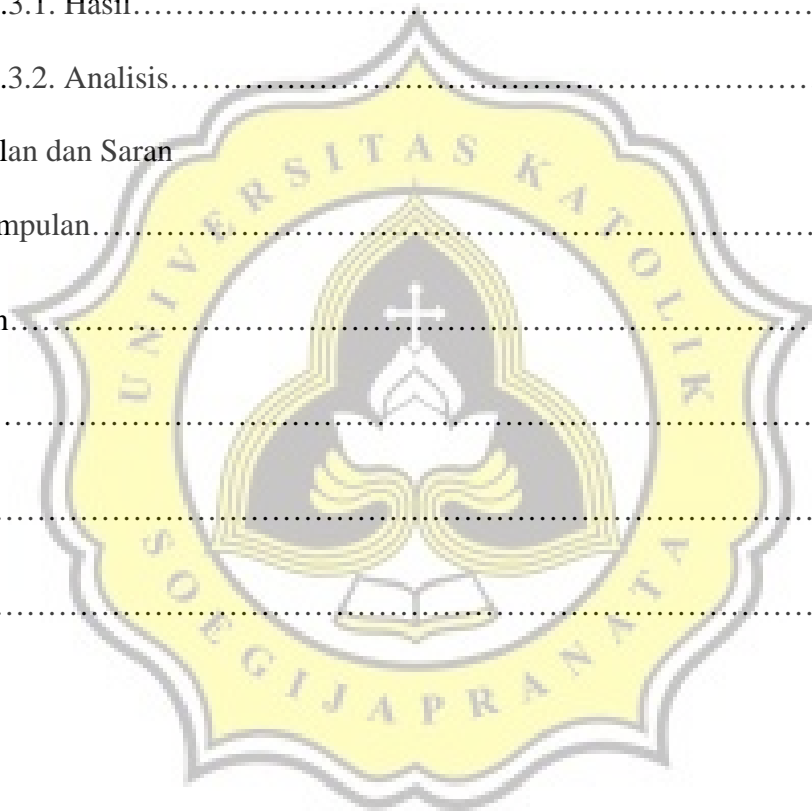 .3.1. Hasil
.3.2. Analisis
lan dan Saran
mpulan
n
UNIVERSITAS KATOLIK
SOEGIJAPRANATA